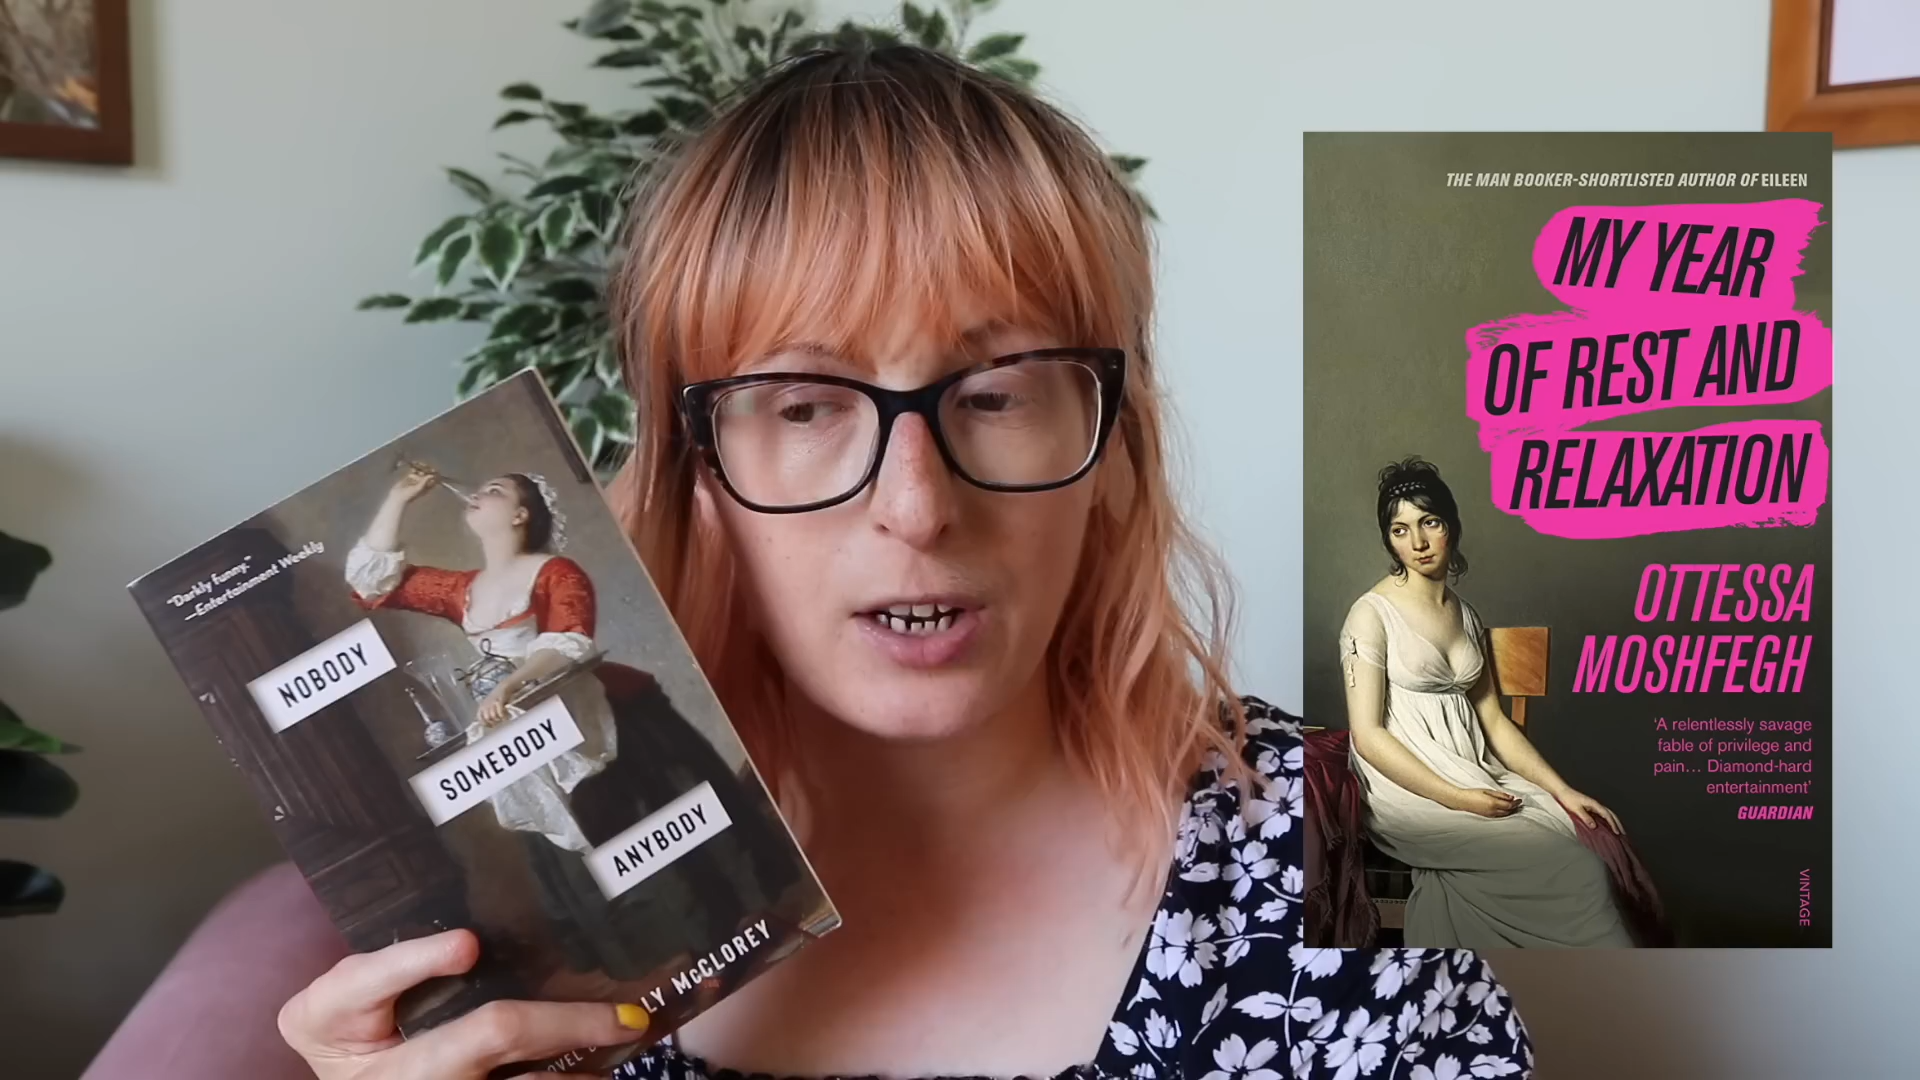 "Darkly funny."
—Entertainment Weekly
NOBODY
SOMEBODY
ANYBODY
LY McCLOREY
THE MAN BOOKER-SHORTLISTED AUTHOR OF EILEEN
MY YEAR
OF REST AND
RELAXATION
OTTESSA
MOSHFEGH
'A relentlessly savage
fable of privilege and
pain... Diamond-hard
entertainment'
GUARDIAN
VINTAGE